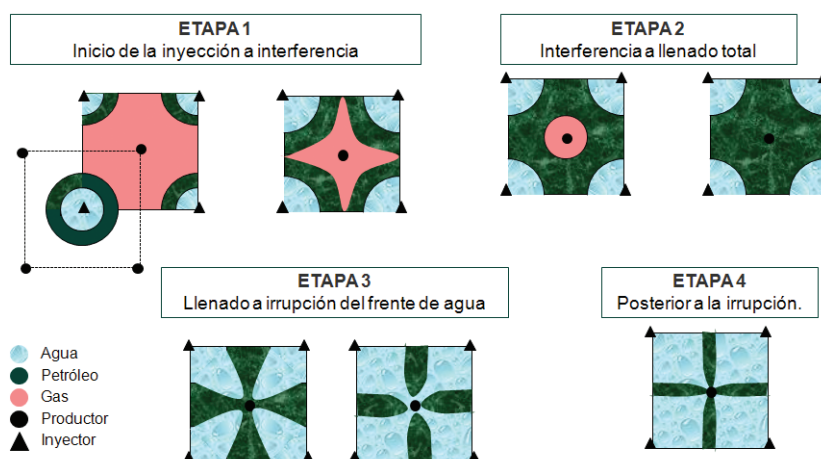 ETAPA 1
Inicio de la inyección a interferencia
ETAPA 2
Interferencia a llenado total
ETAPA 3
Llenado a irrupción del frente de agua
ETAPA 4
Posterior a la irrupción.
Agua
Petróleo
Gas
Productor
Inyector